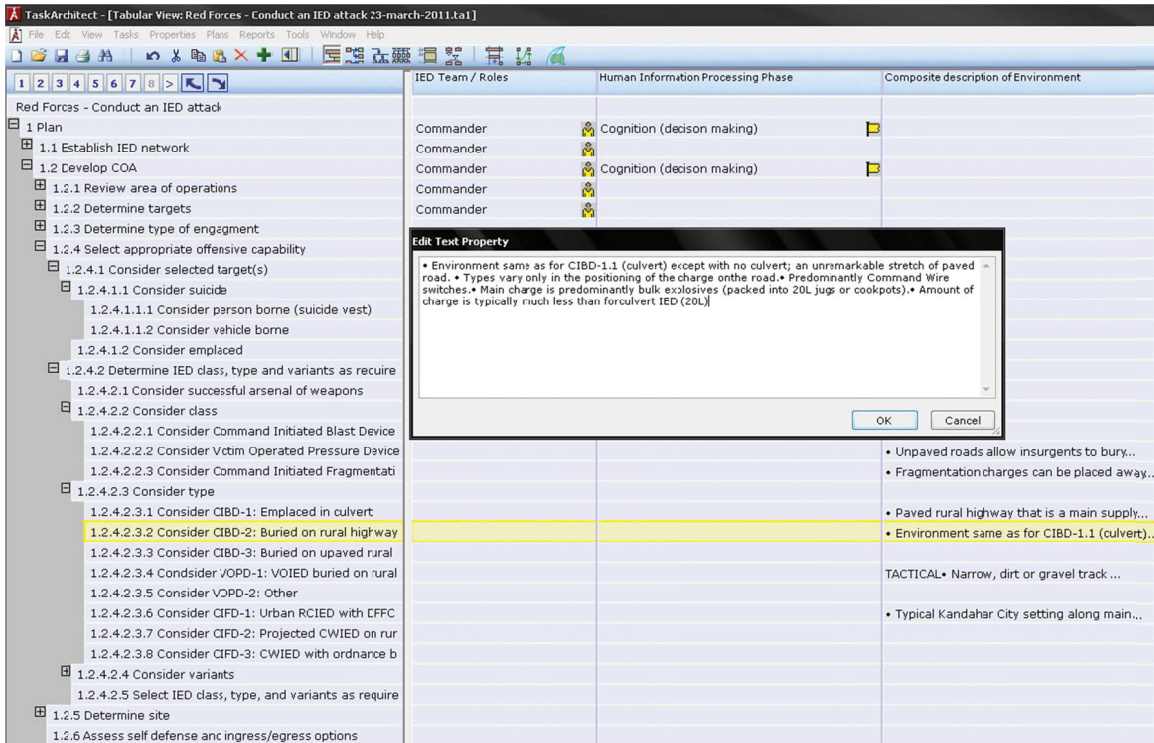 TaskArchitect - [Tabular View: Red Forces - Conduct an IED attack 23-march-2011.ta1]
File Edit View Tasks Properties Plans Reports Tools Window Help
1 2 3 4 5 6 7 8 >
IED Team / Roles Human Information Processing Phase Composite description of Environment
Red Forces - Conduct an IED attack
1 Plan Commander Cognition (decison making)
1.1 Establish IED network Commander
1.2 Develop COA Commander Cognition (decison making)
1.2.1 Review area of operations Commander
1.2.2 Determine targets Commander
1.2.3 Determine type of engagment
1.2.4 Select appropriate offensive capability
1.2.4.1 Consider selected target(s)
1.2.4.1.1 Consider suicide
1.2.4.1.1.1 Consider person borne (suicide vest)
1.2.4.1.1.2 Consider vehicle borne
1.2.4.1.2 Consider emplaced
1.2.4.2 Determine IED class, type and variants as require
1.2.4.2.1 Consider successful arsenal of weapons
1.2.4.2.2 Consider class
1.2.4.2.2.1 Consider Command Initiated Blast Device
1.2.4.2.2.2 Consider Victim Operated Pressure Device • Unpaved roads allow insurgents to bury...
1.2.4.2.2.3 Consider Command Initiated Fragmentati • Fragmentation charges can be placed away...
1.2.4.2.3 Consider type
1.2.4.2.3.1 Consider CIBD-1: Emplaced in culvert • Paved rural highway that is a main supply...
1.2.4.2.3.2 Consider CIBD-2: Buried on rural highway • Environment same as for CIBD-1.1 (culvert)...
1.2.4.2.3.3 Consider CIBD-3: Buried on upaved rural
1.2.4.2.3.4 Condsider VOPD-1: VOIED buried on rural TACTICAL• Narrow, dirt or gravel track ...
1.2.4.2.3.5 Consider VOPD-2: Other
1.2.4.2.3.6 Consider CIFD-1: Urban RCIED with DFFC • Typical Kandahar City setting along main...
1.2.4.2.3.7 Consider CIFD-2: Projected CWIED on rur
1.2.4.2.3.8 Consider CIFD-3: CWIED with ordnance b
1.2.4.2.4 Consider variants
1.2.4.2.5 Select IED class, type, and variants as require
1.2.5 Determine site
1.2.6 Assess self defense and ingress/egress options
Edit Text Property
• Environment same as for CIBD-1.1 (culvert) except with no culvert; an unremarkable stretch of paved
road. • Types vary only in the positioning of the charge onthe road.• Predominantly Command Wire
switches.• Main charge is predominantly bulk explosives (packed into 20L jugs or cookpots).• Amount of
charge is typically much less than forculvert IED (20L)
OK Cancel